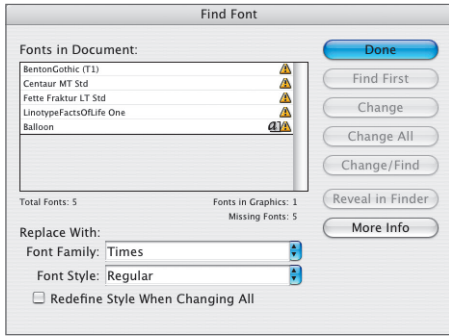 Find Font
Fonts in Document:
BentonGothic (T1)
Centaur MT Std
Fette Fraktur LT Std
LinotypeFactsOfLife One
Balloon
Total Fonts: 5
Fonts in Graphics: 1
Missing Fonts: 5
Replace With:
Font Family: Times
Font Style: Regular
Redefine Style When Changing All
Done
Find First
Change
Change All
Change/Find
Reveal in Finder
More Info